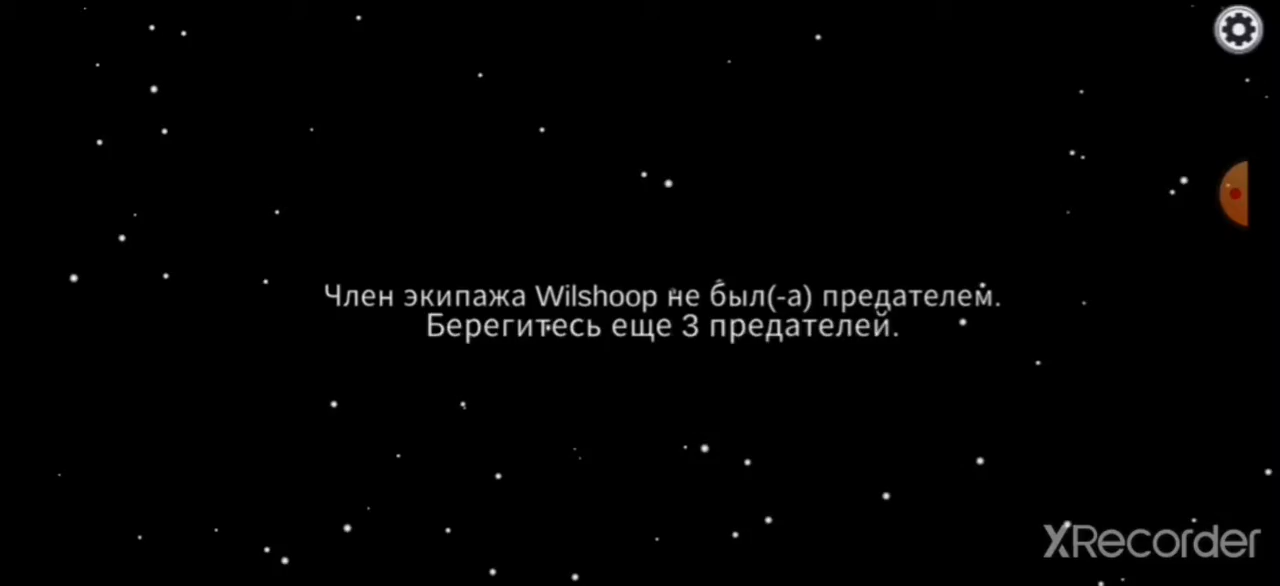 Член экипажа Wilshoop не был(-а) предателем.
Берегитесь еще 3 предателей.
XRecorder